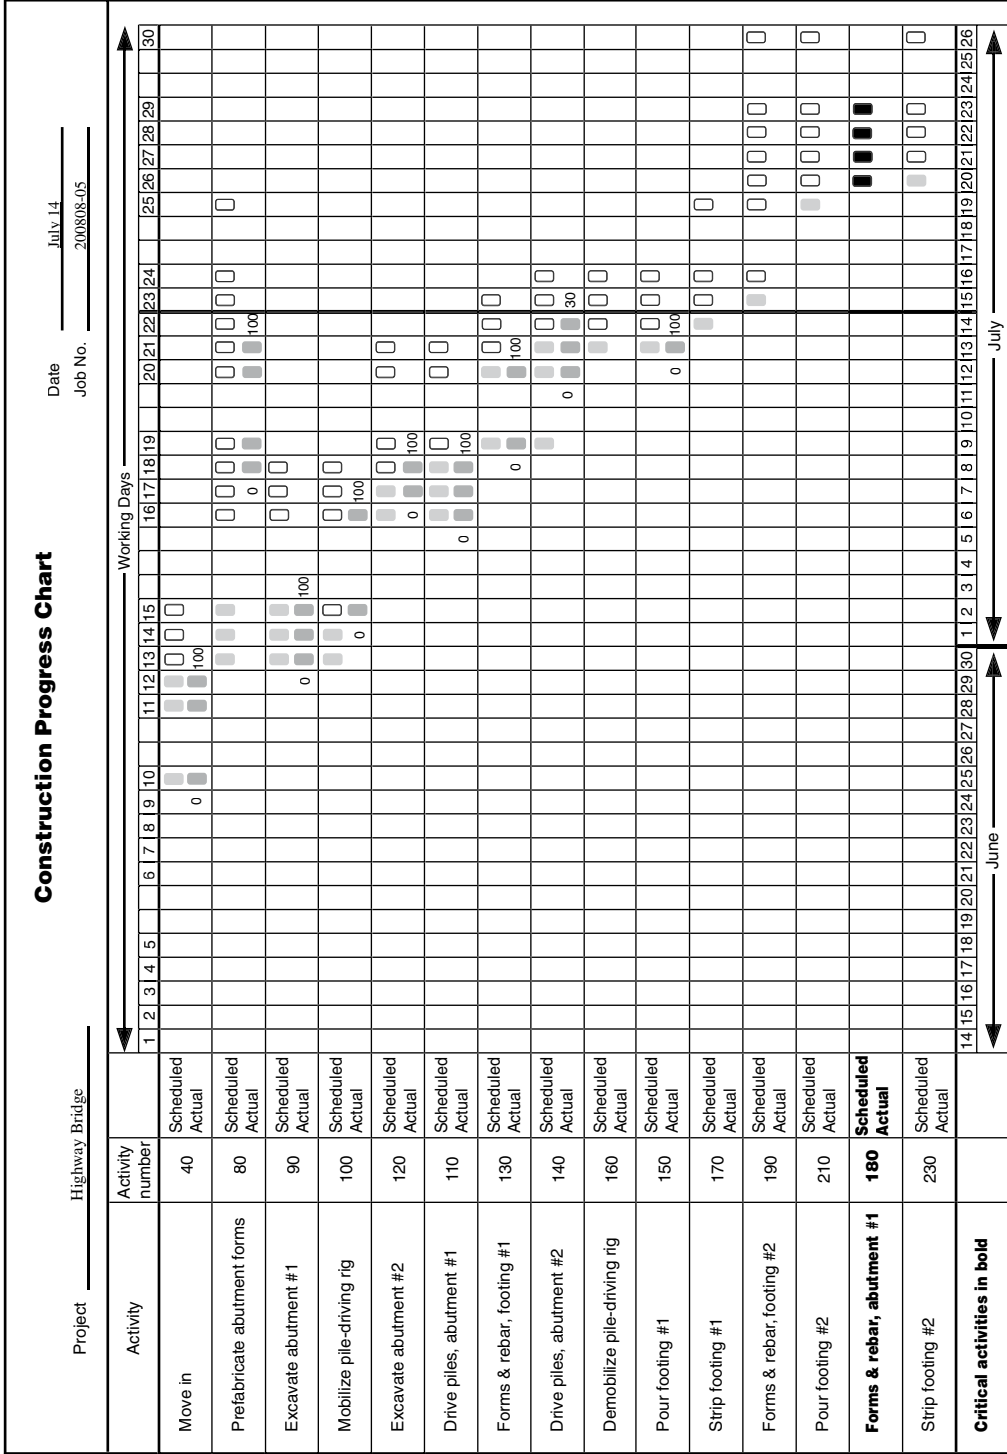 Construction Progress Chart
Project Highway Bridge
Date July 14
Job No. 200808-05
Activity
Activity number
Working Days
1 2 3 4 5 6 7 8 9 10 11 12 13 14 15 16 17 18 19 20 21 22 23 24 25 26 27 28 29 30
Move in 40 Scheduled
Actual 0 100
Prefabricate abutment forms 80 Scheduled
Actual 0 100
Excavate abutment #1 90 Scheduled
Actual 0 100
Mobilize pile-driving rig 100 Scheduled
Actual 0 100
Excavate abutment #2 120 Scheduled
Actual 0 100
Drive piles, abutment #1 110 Scheduled
Actual 0 100
Forms & rebar, footing #1 130 Scheduled
Actual 0 100
Drive piles, abutment #2 140 Scheduled
Actual 0 30
Demobilize pile-driving rig 160 Scheduled
Actual
Pour footing #1 150 Scheduled
Actual 0 100
Strip footing #1 170 Scheduled
Actual
Forms & rebar, footing #2 190 Scheduled
Actual
Pour footing #2 210 Scheduled
Actual
Forms & rebar, abutment #1 180 Scheduled
Actual
Strip footing #2 230 Scheduled
Actual
Critical activities in bold
14 15 16 17 18 19 20 21 22 23 24 25 26 27 28 29 30 1 2 3 4 5 6 7 8 9 10 11 12 13 14 15 16 17 18 19 20 21 22 23 24 25 26
June July